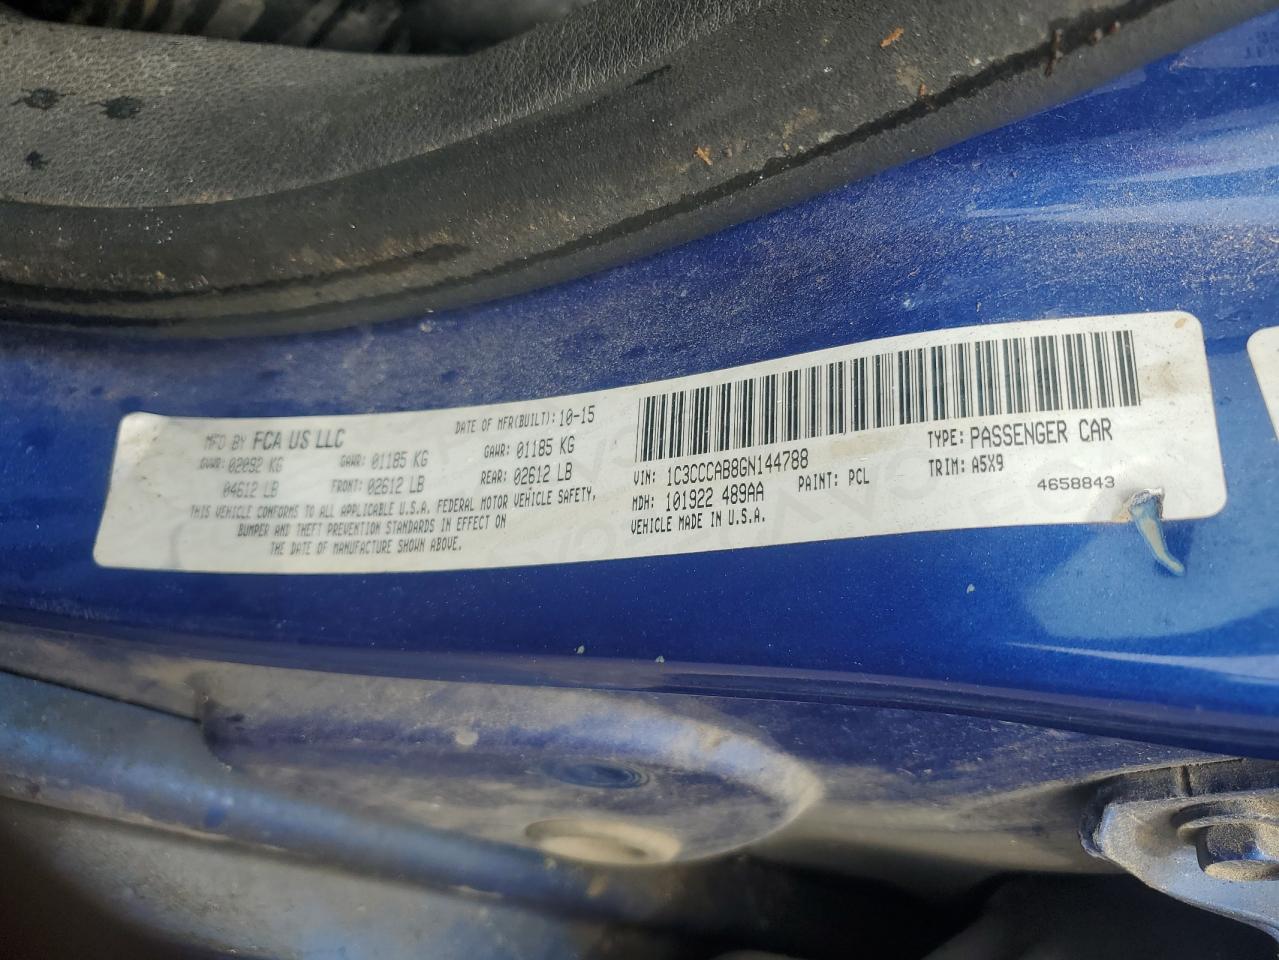 MFD BY FCA US LLC DATE OF MFR(BUILT): 10-15
GVWR: 02092 KG GAWR: 01185 KG GAWR: 01185 KG
04612 LB FRONT: 02612 LB REAR: 02612 LB
THIS VEHICLE CONFORMS TO ALL APPLICABLE U.S.A. FEDERAL MOTOR VEHICLE SAFETY,
BUMPER AND THEFT PREVENTION STANDARDS IN EFFECT ON
THE DATE OF MANUFACTURE SHOWN ABOVE.
VIN: 1C3CCCAB8GN144788 TYPE: PASSENGER CAR
MDH: 101922 489AA PAINT: PCL TRIM: A5X9
VEHICLE MADE IN U.S.A. 4658843